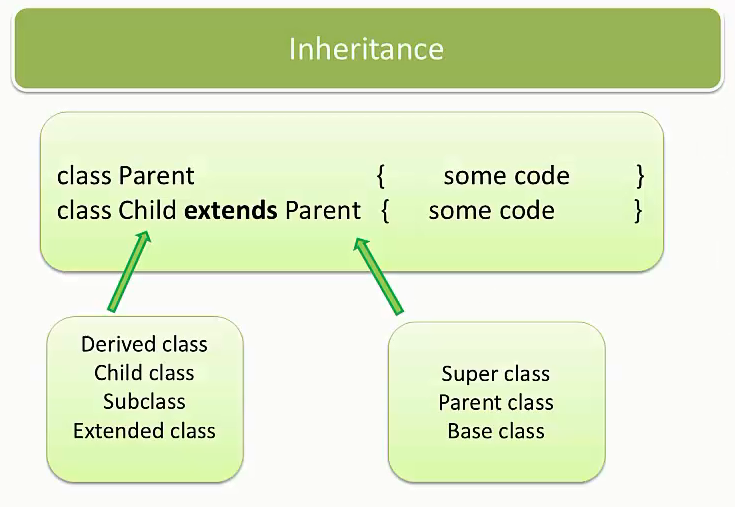 Inheritance
class Parent { some code }
class Child extends Parent { some code }
Derived class
Child class
Subclass
Extended class
Super class
Parent class
Base class